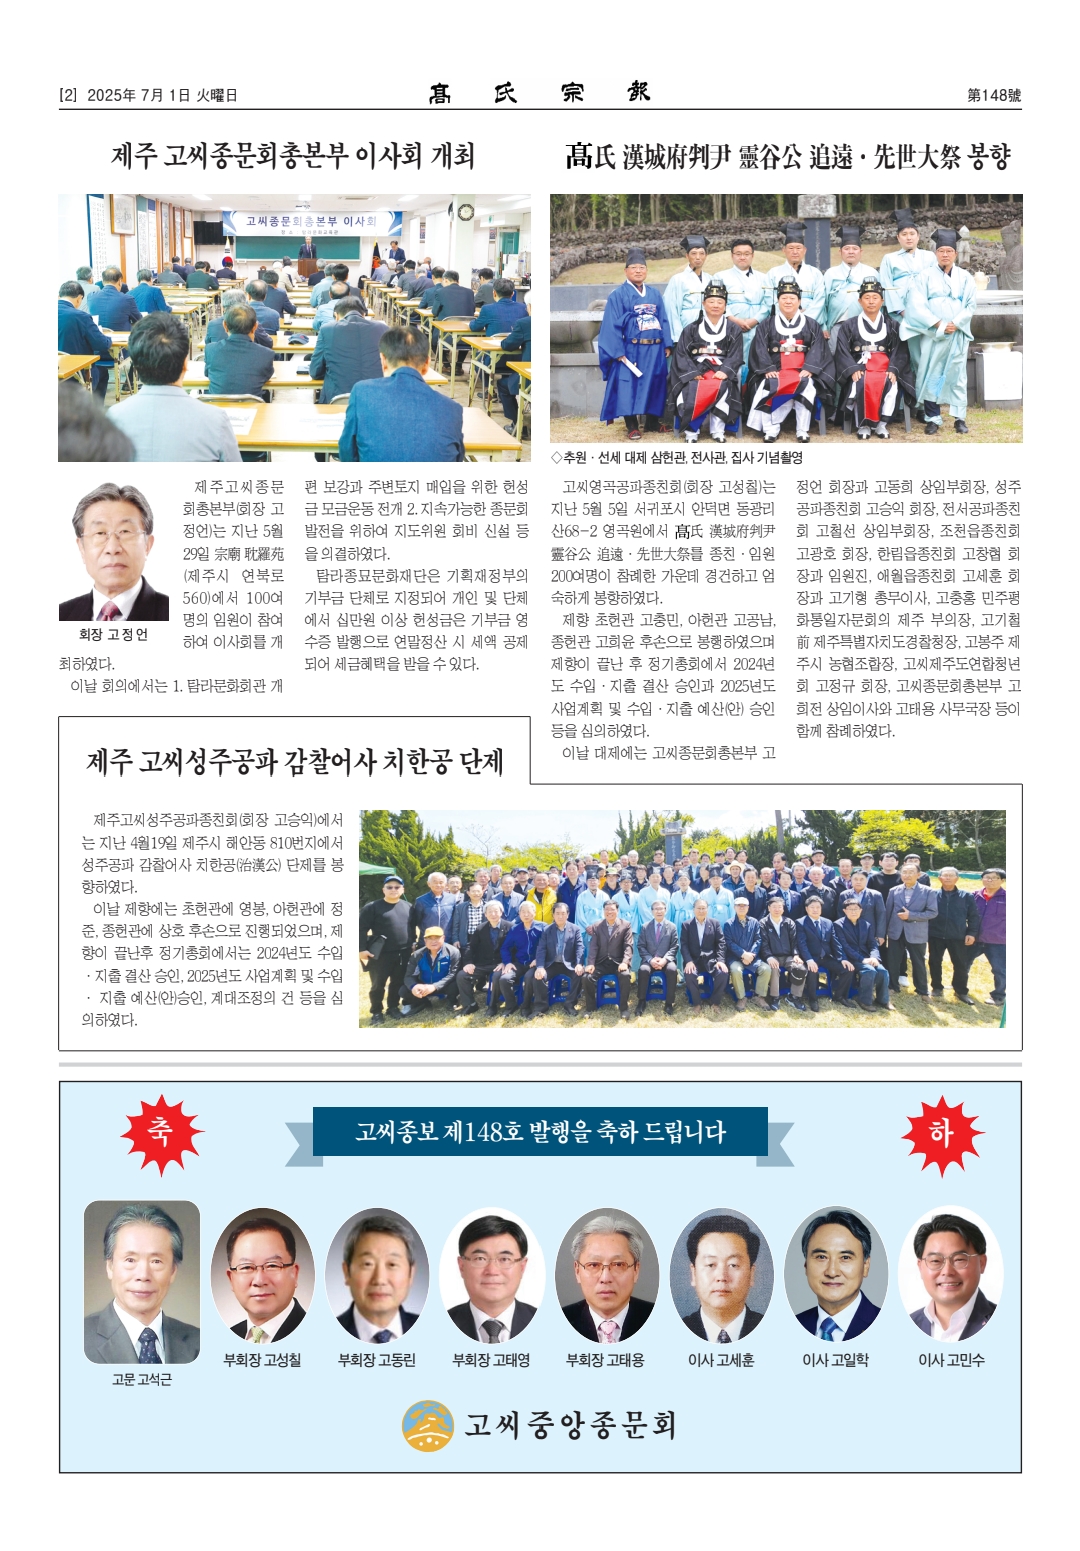 [2] 2025年 7月 1日 火曜日
髙氏宗報
第148號
제주 고씨종문회총본부 이사회 개최
고씨종문회총본부 이사회
회장 고정언
제주고씨종문
회총본부(회장 고
정언)는 지난 5월
29일 宗廟 耽羅苑
(제주시 연북로
560)에서 100여
명의 임원이 참여
하여 이사회를 개
최하였다.
이날 회의에서는 1. 탐라문화회관 개
편 보강과 주변토지 매입을 위한 헌성
금 모금운동 전개 2. 지속가능한 종문회
발전을 위하여 지도위원 회비 신설 등
을 의결하였다.
탐라종묘문화재단은 기획재정부의
기부금 단체로 지정되어 개인 및 단체
에서 십만원 이상 헌성금은 기부금 영
수증 발행으로 연말정산 시 세액 공제
되어 세금혜택을 받을 수 있다.
髙氏 漢城府判尹 靈谷公 追遠·先世大祭 봉향
◇추원·선세 대제 삼헌관, 전사관, 집사 기념촬영
고씨영곡공파종친회(회장 고성칠)는
지난 5월 5일 서귀포시 안덕면 동광리
산68-2 영곡원에서 髙氏 漢城府判尹
靈谷公 追遠·先世大祭를 종친·임원
200여명이 참례한 가운데 경건하고 엄
숙하게 봉향하였다.
제향 초헌관 고충민, 아헌관 고공남,
종헌관 고희윤 후손으로 봉행하였으며
제향이 끝난 후 정기총회에서 2024년
도 수입·지출 결산 승인과 2025년도
사업계획 및 수입·지출 예산(안) 승인
등을 심의하였다.
이날 대제에는 고씨종문회총본부 고
정언 회장과 고동희 상임부회장, 성주
공파종친회 고승익 회장, 전서공파종친
회 고철선 상임부회장, 조천읍종친회
고광호 회장, 한림읍종친회 고창협 회
장과 임원진, 애월읍종친회 고세훈 회
장과 고기형 총무이사, 고충홍 민주평
화통일자문회의 제주 부의장, 고기철
前 제주특별자치도경찰청장, 고봉주 제
주시 농협조합장, 고씨제주도연합청년
회 고정규 회장, 고씨종문회총본부 고
희전 상임이사와 고태용 사무국장 등이
함께 참례하였다.
제주 고씨성주공파 감찰어사 치한공 단제
제주고씨성주공파종친회(회장 고승익)에서
는 지난 4월19일 제주시 해안동 810번지에서
성주공파 감찰어사 치한공(治漢公) 단제를 봉
향하였다.
이날 제향에는 초헌관에 영봉, 아헌관에 정
준, 종헌관에 상호 후손으로 진행되었으며, 제
향이 끝난후 정기총회에서는 2024년도 수입
·지출 결산 승인, 2025년도 사업계획 및 수입
· 지출 예산(안)승인, 계대조정의 건 등을 심
의하였다.
축
고씨종보 제148호 발행을 축하 드립니다
하
고문 고석근
부회장 고성칠
부회장 고동린
부회장 고태영
부회장 고태용
이사 고세훈
이사 고일학
이사 고민수
고씨중앙종문회